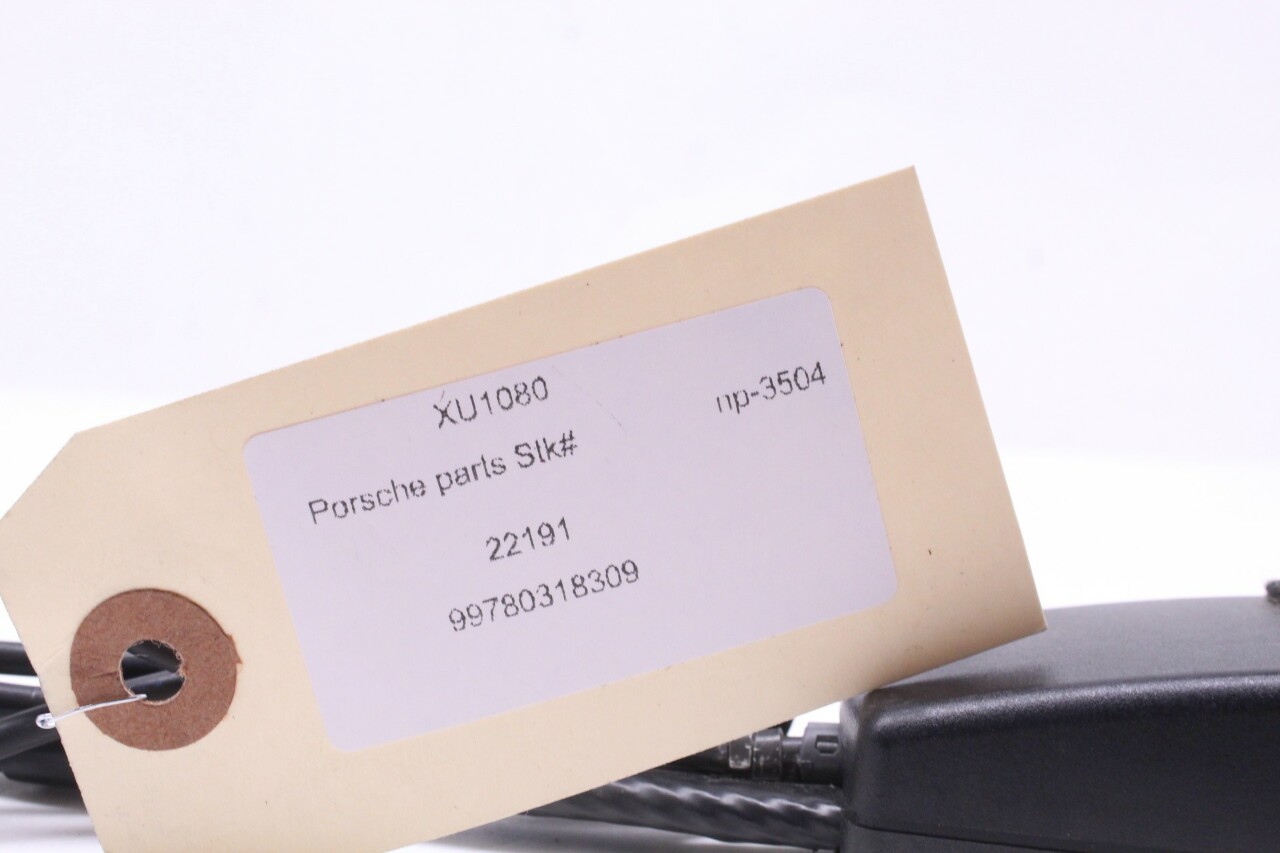 XU1080 np-3504
Porsche parts Stk#
22191
99780318309